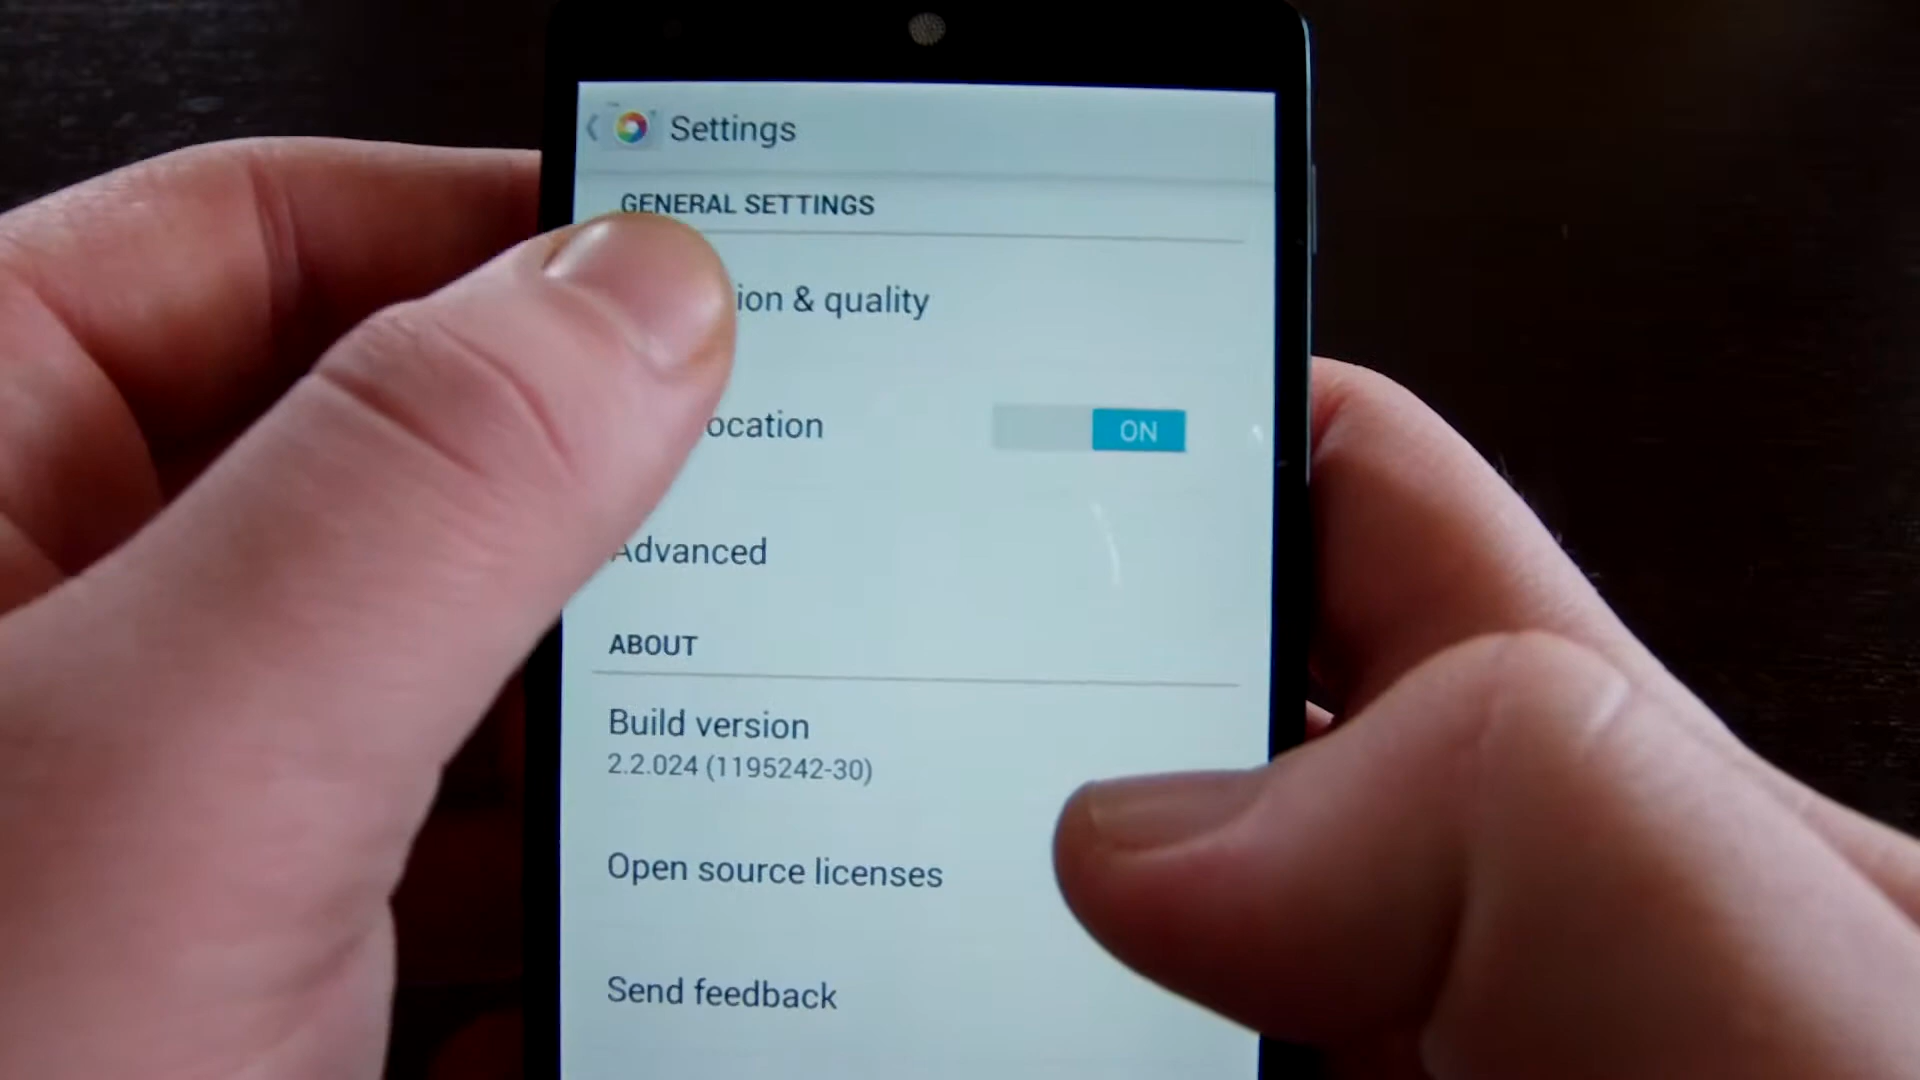 Settings
GENERAL SETTINGS
ion & quality
ocation
ON
Advanced
ABOUT
Build version
2.2.024 (1195242-30)
Open source licenses
Send feedback